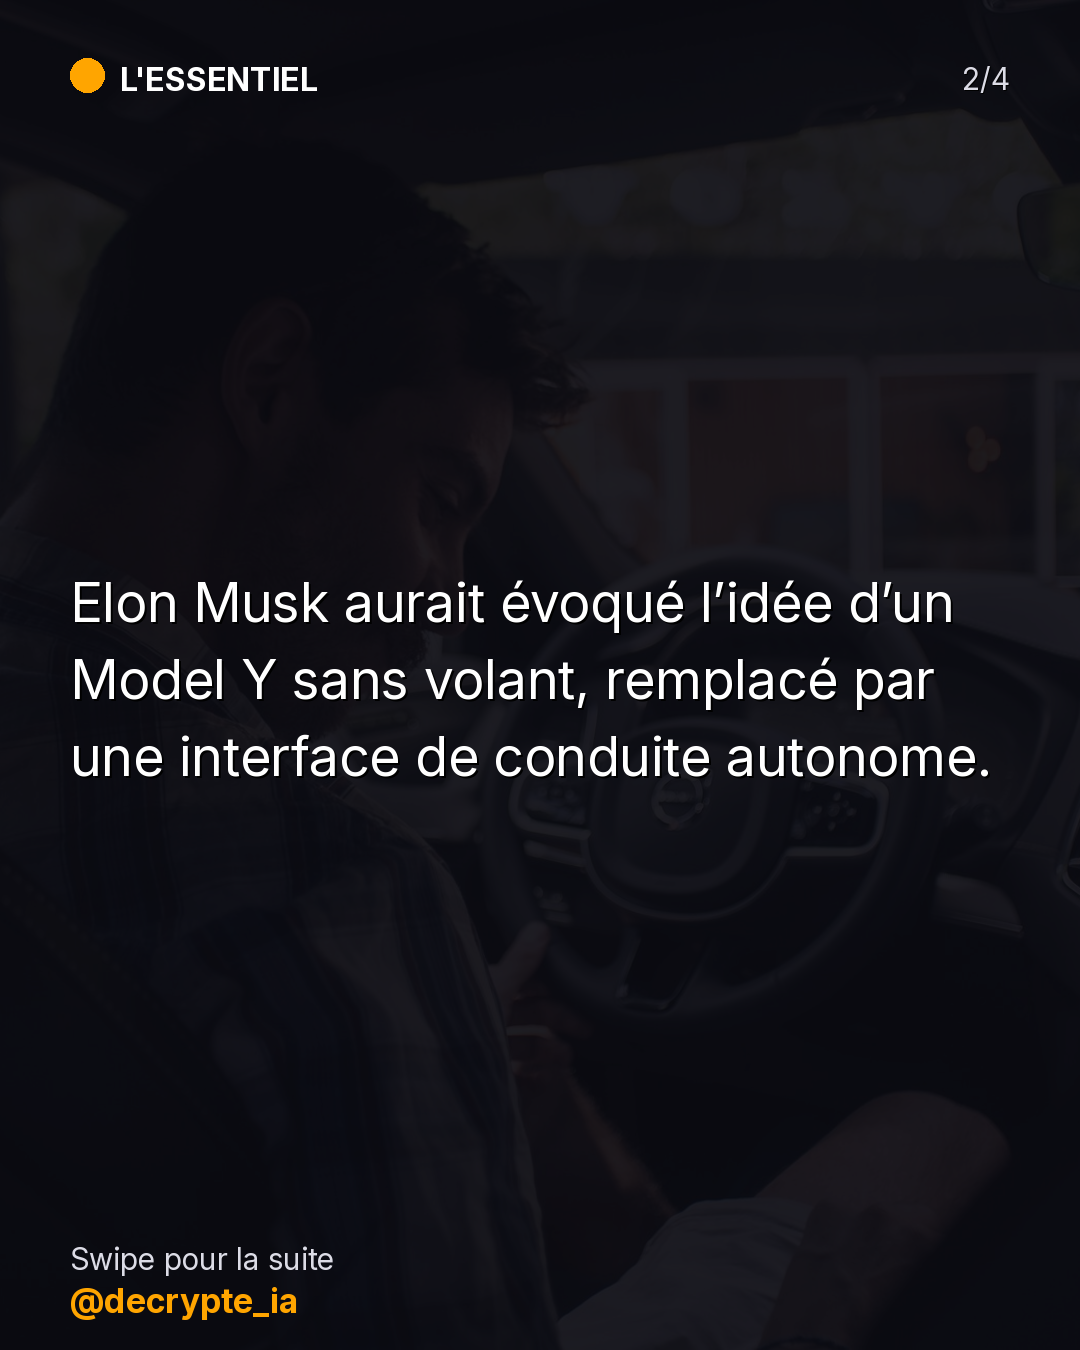 L'ESSENTIEL
2/4
Elon Musk aurait évoqué l’idée d’un
Model Y sans volant, remplacé par
une interface de conduite autonome.
Swipe pour la suite
@decrypte_ia